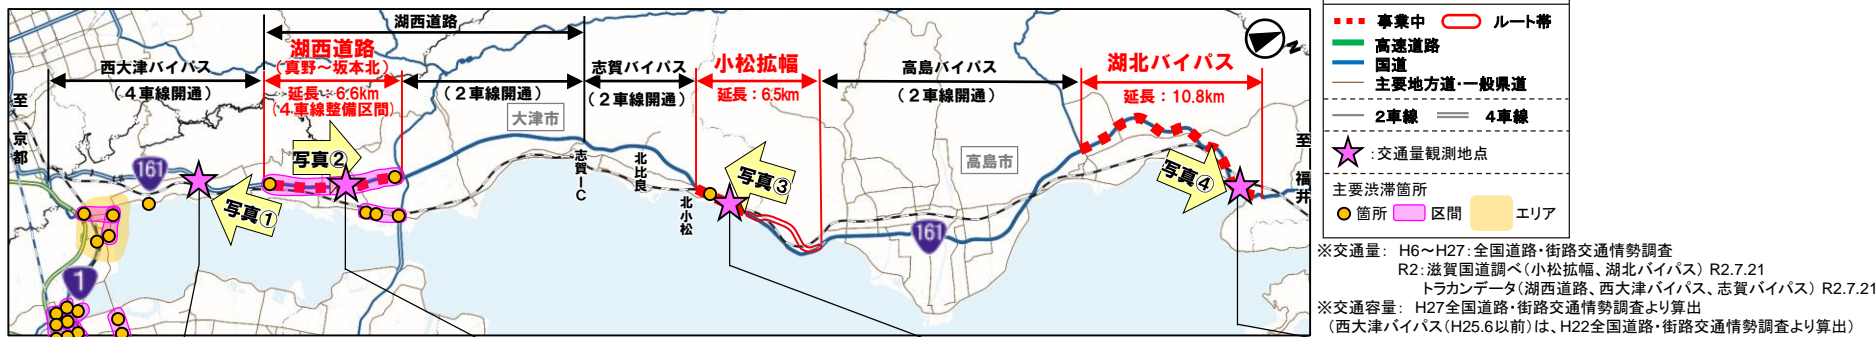 湖西道路
西大津バイパス
(4車線開通)
湖西道路
(真野～坂本北)
延長：6.6km
(4車線整備区間)
(2車線開通)
志賀バイパス
(2車線開通)
小松拡幅
延長：6.5km
高島バイパス
(2車線開通)
湖北バイパス
延長：10.8km
N
至 京都
161
写真①
写真②
大津市
志賀IC
北比良
北小松
写真③
高島市
161
写真④
至 福井
1
事業中 ルート帯
高速道路
国道
主要地方道・一般県道
2車線 4車線
：交通量観測地点
主要渋滞箇所
箇所 区間 エリア
※交通量： H6～H27：全国道路・街路交通情勢調査
R2：滋賀国道調べ(小松拡幅、湖北バイパス) R2.7.21
トラカンデータ(湖西道路、西大津バイパス、志賀バイパス) R2.7.21
※交通容量： H27全国道路・街路交通情勢調査より算出
(西大津バイパス(H25.6以前)は、H22全国道路・街路交通情勢調査より算出)